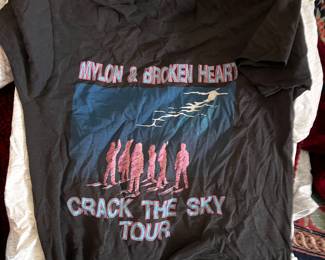 MYLON & BROKEN HEART
CRACK THE SKY
TOUR